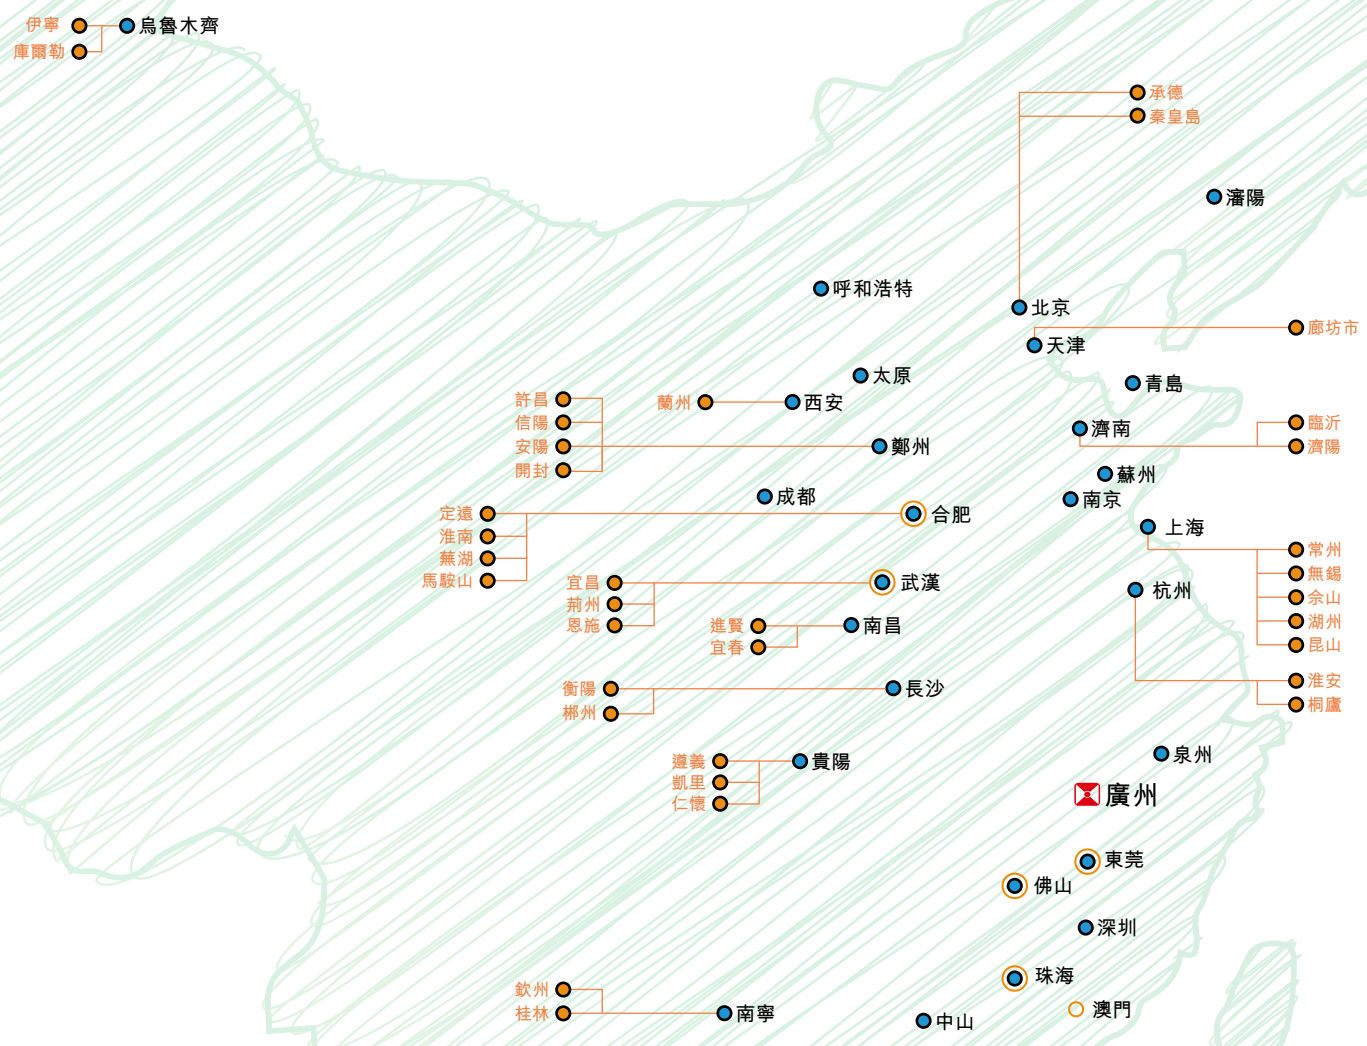 伊寧
烏魯木齊
庫爾勒
承德
秦皇島
瀋陽
呼和浩特
北京
廊坊市
天津
太原
青島
許昌
蘭州
西安
信陽
濟南
臨沂
安陽
鄭州
濟陽
開封
蘇州
成都
南京
定遠
合肥
上海
淮南
常州
蕪湖
無錫
馬鞍山
宜昌
武漢
杭州
佘山
荊州
恩施
進賢
南昌
湖州
宜春
昆山
衡陽
長沙
淮安
郴州
桐廬
泉州
遵義
貴陽
凱里
仁懷
廣州
東莞
佛山
深圳
珠海
欽州
澳門
桂林
南寧
中山